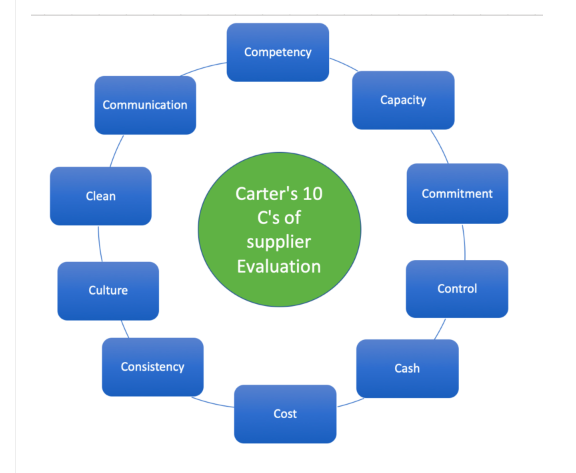 Competency
Capacity
Commitment
Control
Cash
Cost
Consistency
Culture
Clean
Communication
Carter's 10
C's of
supplier
Evaluation